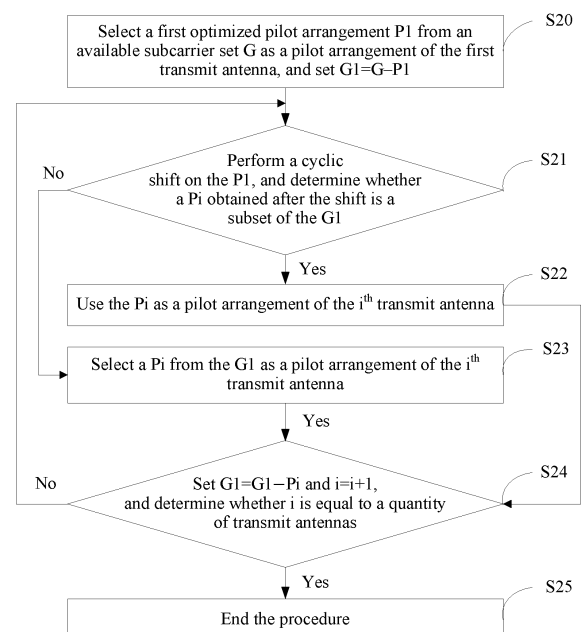 Select a first optimized pilot arrangement P1 from an
available subcarrier set G as a pilot arrangement of the first
transmit antenna, and set G1=G–P1
S20
Perform a cyclic
shift on the P1, and determine whether
a Pi obtained after the shift is a
subset of the G1
S21
No
Yes
S22
Use the Pi as a pilot arrangement of the ith transmit antenna
S23
Select a Pi from the G1 as a pilot arrangement of the ith
transmit antenna
Yes
S24
No
Set G1=G1−Pi and i=i+1,
and determine whether i is equal to a quantity
of transmit antennas
Yes
S25
End the procedure